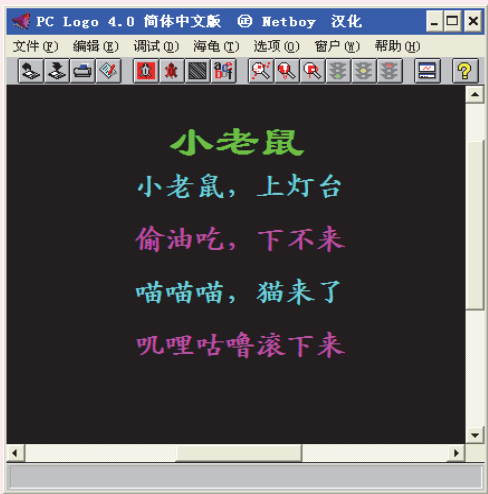 PC Logo 4.0 简体中文版 @ Netboy 汉化
文件(F) 编辑(E) 调试(D) 海龟(T) 选项(O) 窗户(W) 帮助(H)
小老鼠
小老鼠，上灯台
偷油吃，下不来
喵喵喵，猫来了
叽哩咕噜滚下来